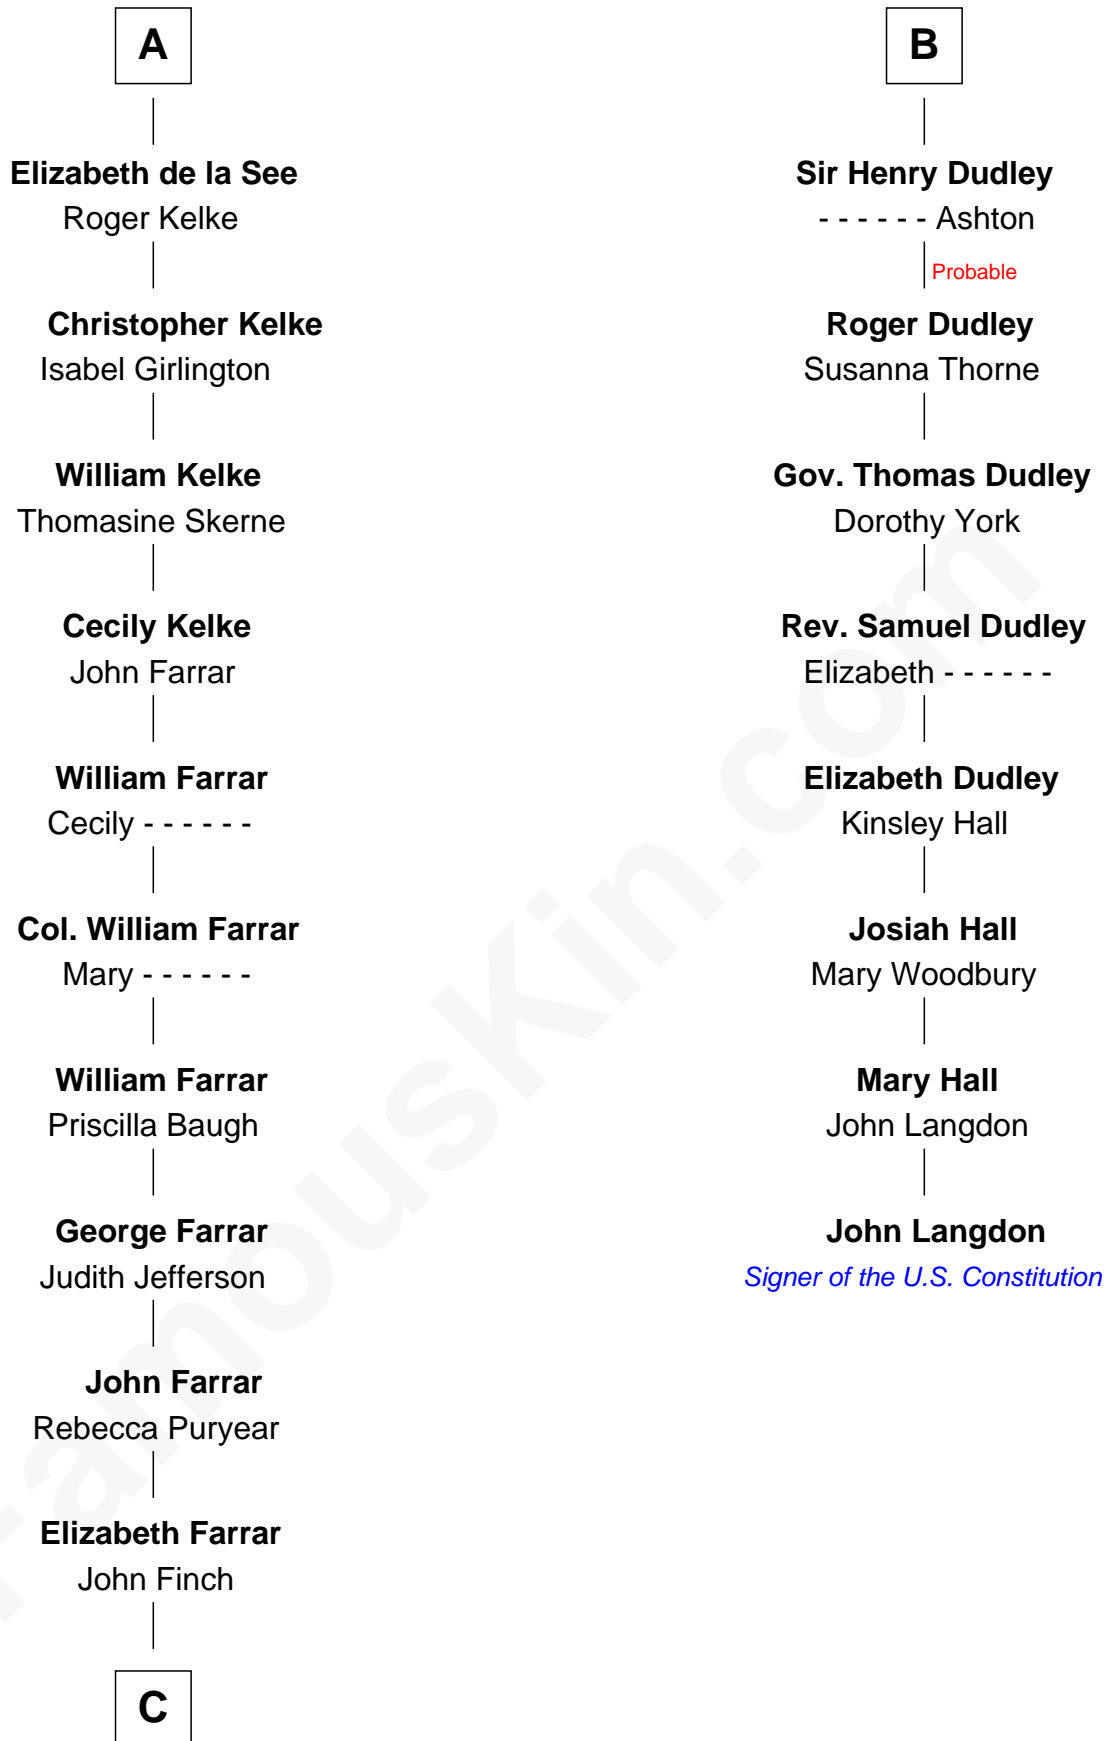 A
Elizabeth de la See
Roger Kelke
Christopher Kelke
Isabel Girlington
William Kelke
Thomasine Skerne
Cecily Kelke
John Farrar
William Farrar
Cecily - - - - - -
Col. William Farrar
Mary - - - - - -
William Farrar
Priscilla Baugh
George Farrar
Judith Jefferson
John Farrar
Rebecca Puryear
Elizabeth Farrar
John Finch
C
B
Sir Henry Dudley
- - - - - - Ashton
Probable
Roger Dudley
Susanna Thorne
Gov. Thomas Dudley
Dorothy York
Rev. Samuel Dudley
Elizabeth - - - - - -
Elizabeth Dudley
Kinsley Hall
Josiah Hall
Mary Woodbury
Mary Hall
John Langdon
John Langdon
Signer of the U.S. Constitution
FamousKin.com